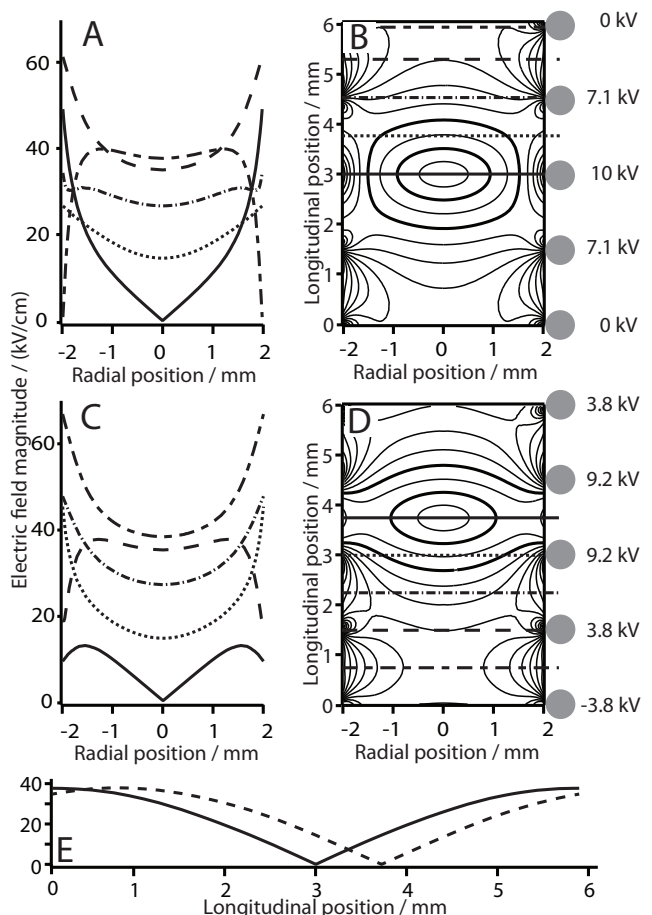 A
60
40
20
0
-2 -1 0 1 2
Radial position / mm
Electric field magnitude / (kV/cm)
B
6
5
4
3
2
1
0
-2 -1 0 1 2
Radial position / mm
Longitudinal position / mm
0 kV
7.1 kV
10 kV
7.1 kV
0 kV
C
60
40
20
0
-2 -1 0 1 2
Radial position / mm
D
6
5
4
3
2
1
0
-2 -1 0 1 2
Radial position / mm
Longitudinal position / mm
3.8 kV
9.2 kV
9.2 kV
3.8 kV
-3.8 kV
40
20
0
E
0 1 2 3 4 5 6
Longitudinal position / mm